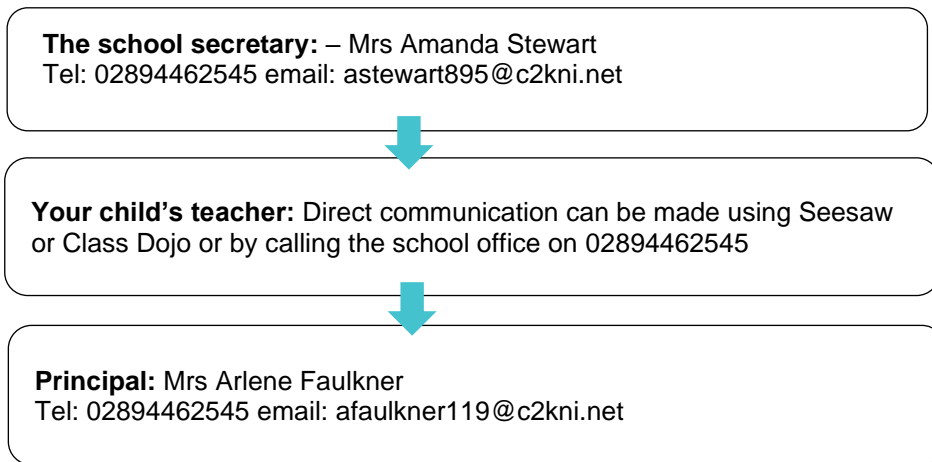 The school secretary: – Mrs Amanda Stewart
Tel: 02894462545 email: astewart895@c2kni.net
Your child’s teacher: Direct communication can be made using Seesaw
or Class Dojo or by calling the school office on 02894462545
Principal: Mrs Arlene Faulkner
Tel: 02894462545 email: afaulkner119@c2kni.net